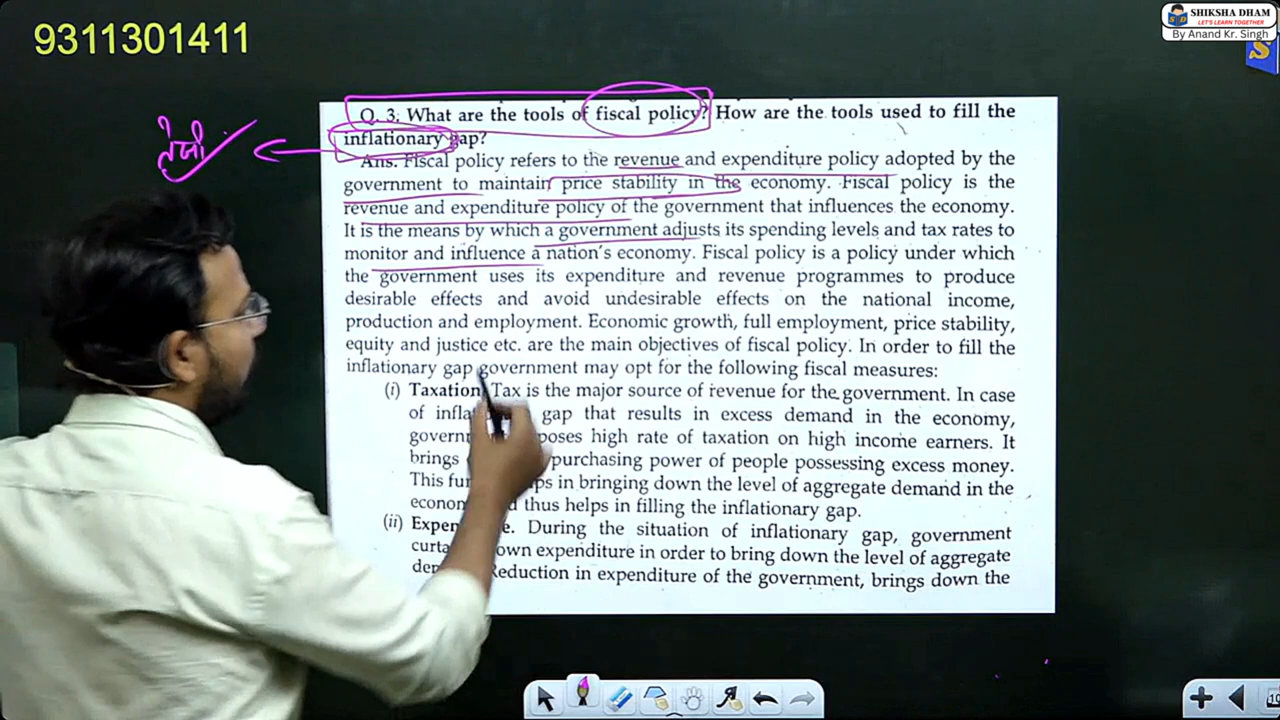 9311301411
SHIKSHA DHAM
LET'S LEARN TOGETHER
By Anand Kr. Singh
Q. 3. What are the tools of fiscal policy? How are the tools used to fill the
inflationary gap?
तेजी
Ans. Fiscal policy refers to the revenue and expenditure policy adopted by the
government to maintain price stability in the economy. Fiscal policy is the
revenue and expenditure policy of the government that influences the economy.
It is the means by which a government adjusts its spending levels and tax rates to
monitor and influence a nation's economy. Fiscal policy is a policy under which
the government uses its expenditure and revenue programmes to produce
desirable effects and avoid undesirable effects on the national income,
production and employment. Economic growth, full employment, price stability,
equity and justice etc. are the main objectives of fiscal policy. In order to fill the
inflationary gap government may opt for the following fiscal measures:
(i) Taxation. Tax is the major source of revenue for the government. In case
of gap that results in excess demand in the economy,
high rate of taxation on high income earners. It
brings purchasing power of people possessing excess money.
This in bringing down the level of aggregate demand in the
thus helps in filling the inflationary gap.
(ii) During the situation of inflationary gap, government
expenditure in order to bring down the level of aggregate
Reduction in expenditure of the government, brings down the